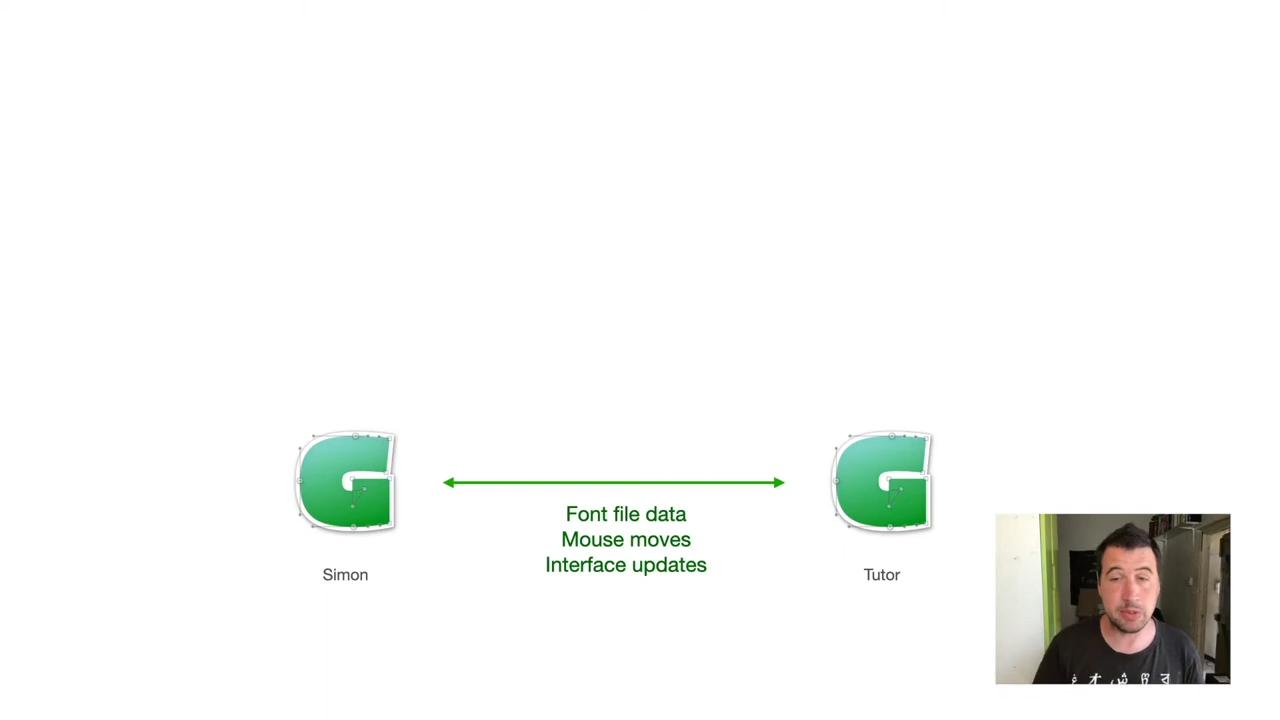 Font file data
Mouse moves
Interface updates
Simon
Tutor